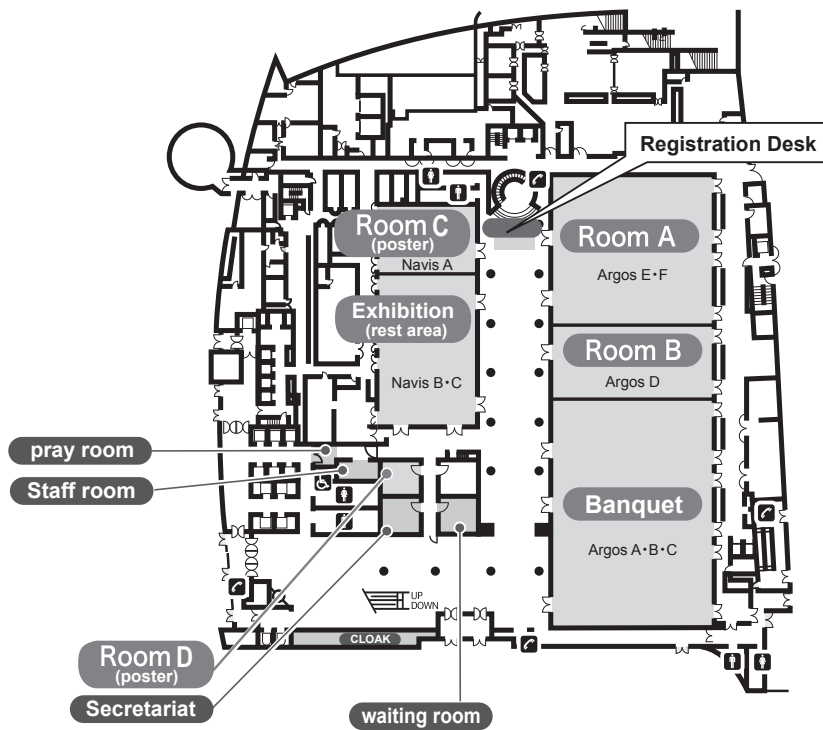 Registration Desk
Room C
(poster)
Navis A
Room A
Argos E・F
Exhibition
(rest area)
Navis B・C
Room B
Argos D
pray room
Staff room
Banquet
Argos A・B・C
UP
DOWN
CLOAK
Room D
(poster)
Secretariat
waiting room